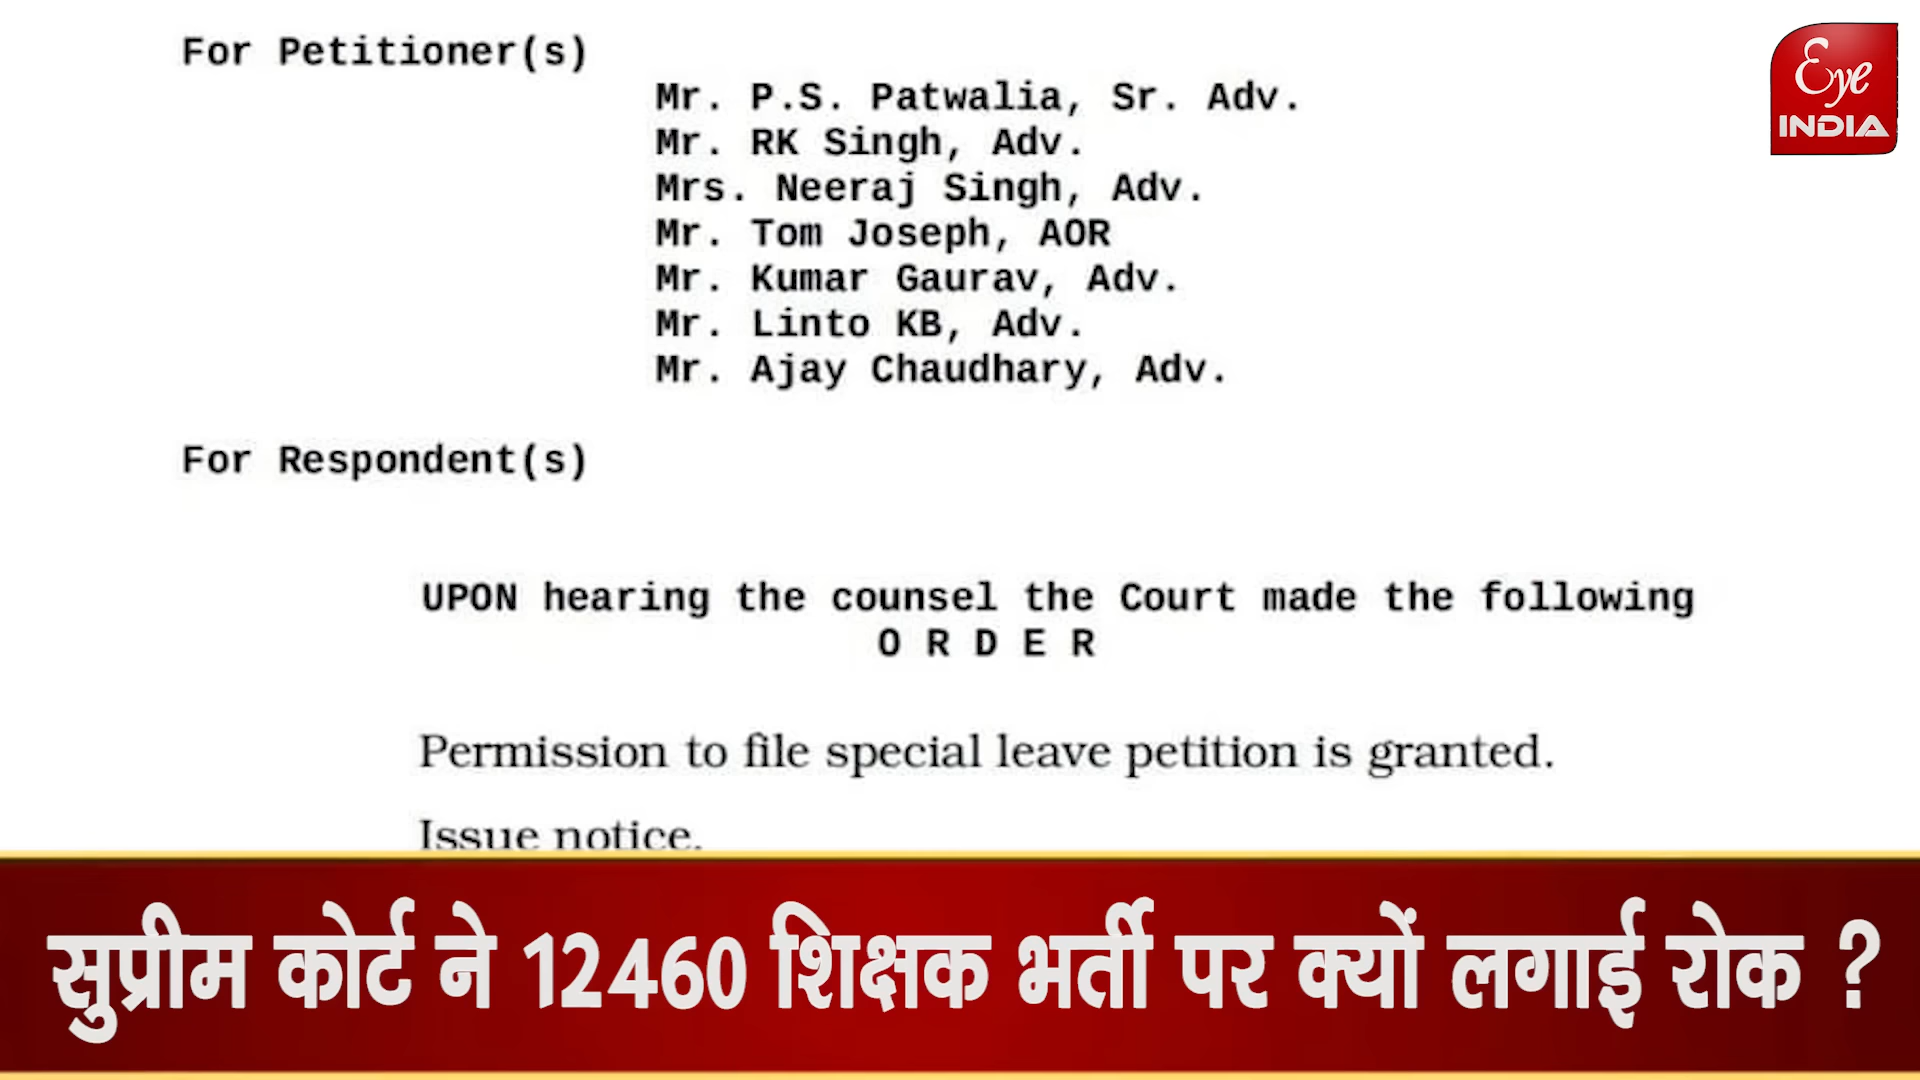 For Petitioner(s)
Mr. P.S. Patwalia, Sr. Adv.
Mr. RK Singh, Adv.
Mrs. Neeraj Singh, Adv.
Mr. Tom Joseph, AOR
Mr. Kumar Gaurav, Adv.
Mr. Linto KB, Adv.
Mr. Ajay Chaudhary, Adv.
For Respondent(s)
UPON hearing the counsel the Court made the following
O R D E R
Permission to file special leave petition is granted.
Issue notice.
Eye
INDIA
सुप्रीम कोर्ट ने 12460 शिक्षक भर्ती पर क्यों लगाई रोक ?